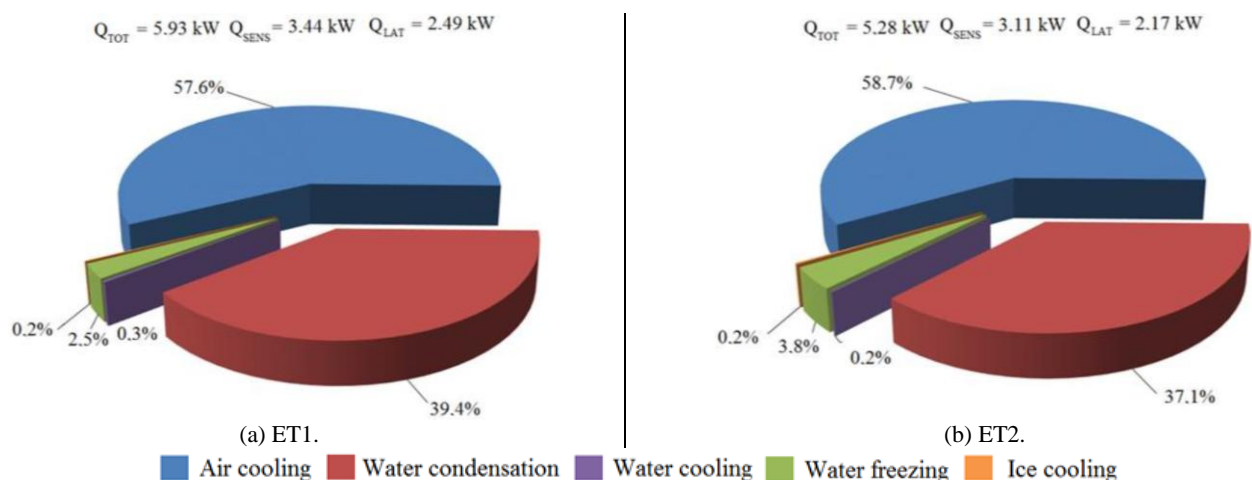 Q_TOT = 5.93 kW Q_SENS = 3.44 kW Q_LAT = 2.49 kW
57.6%
0.2%
2.5%
0.3%
39.4%
(a) ET1.
Q_TOT = 5.28 kW Q_SENS = 3.11 kW Q_LAT = 2.17 kW
58.7%
0.2%
3.8%
0.2%
37.1%
(b) ET2.
Air cooling Water condensation Water cooling Water freezing Ice cooling